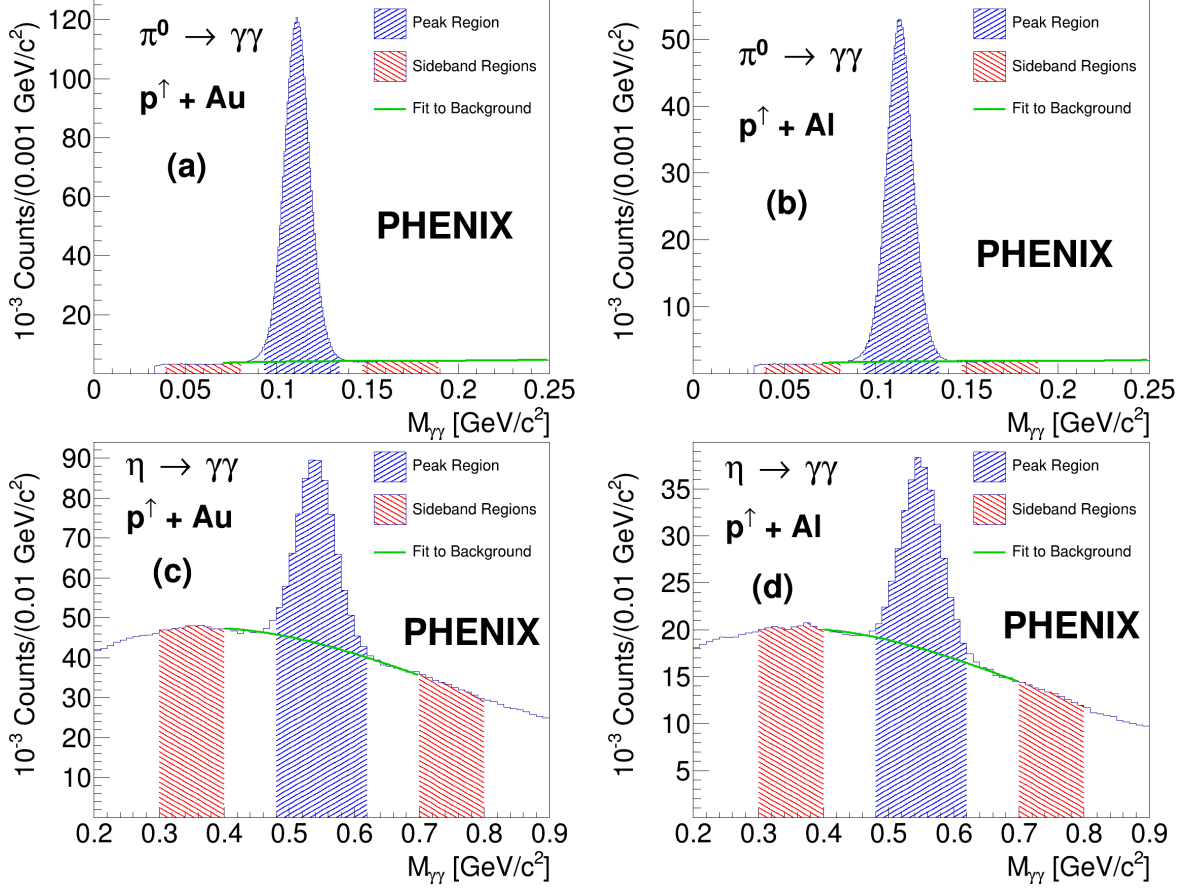 10⁻³ Counts/(0.001 GeV/c²)
120
100
80
60
40
20
π⁰ → γγ
p↑ + Au
(a)
Peak Region
Sideband Regions
Fit to Background
PHENIX
0 0.05 0.1 0.15 0.2 0.25
Mγγ [GeV/c²]
10⁻³ Counts/(0.001 GeV/c²)
50
40
30
20
10
π⁰ → γγ
p↑ + Al
(b)
Peak Region
Sideband Regions
Fit to Background
PHENIX
0 0.05 0.1 0.15 0.2 0.25
Mγγ [GeV/c²]
10⁻³ Counts/(0.01 GeV/c²)
90
80
70
60
50
40
30
20
10
η → γγ
p↑ + Au
(c)
Peak Region
Sideband Regions
Fit to Background
PHENIX
0.2 0.3 0.4 0.5 0.6 0.7 0.8 0.9
Mγγ [GeV/c²]
10⁻³ Counts/(0.01 GeV/c²)
35
30
25
20
15
10
5
η → γγ
p↑ + Al
(d)
Peak Region
Sideband Regions
Fit to Background
PHENIX
0.2 0.3 0.4 0.5 0.6 0.7 0.8 0.9
Mγγ [GeV/c²]